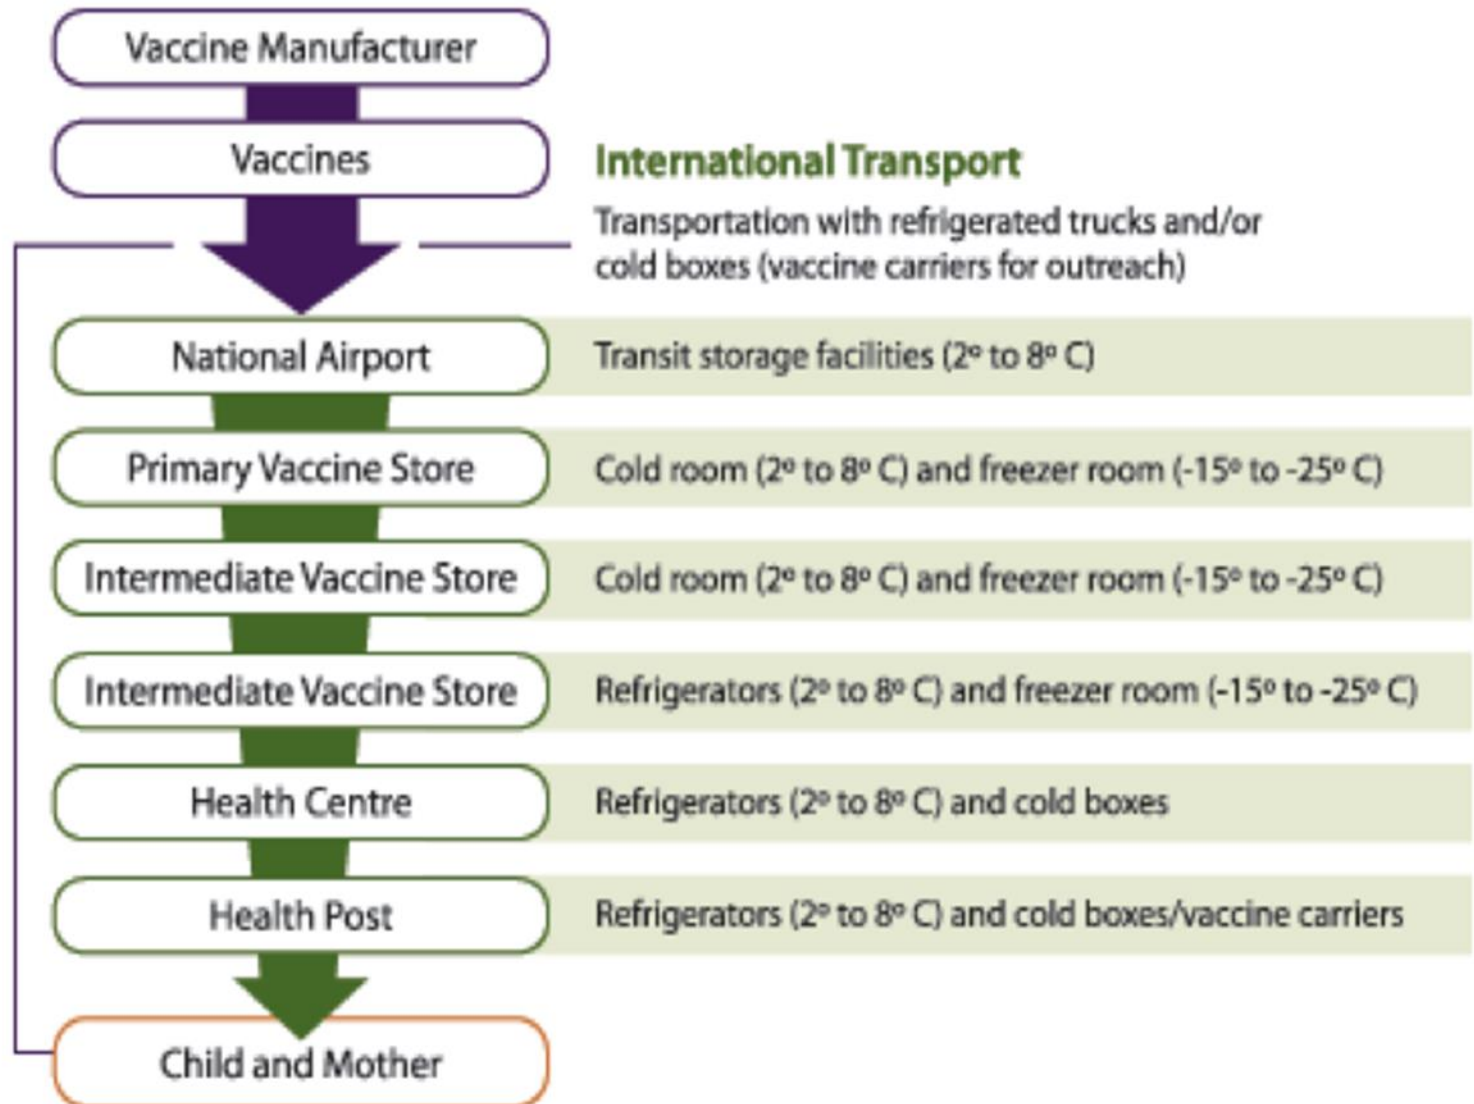 Vaccine Manufacturer
Vaccines
International Transport
Transportation with refrigerated trucks and/or
cold boxes (vaccine carriers for outreach)
National Airport
Transit storage facilities (2º to 8º C)
Primary Vaccine Store
Cold room (2º to 8º C) and freezer room (-15º to -25º C)
Intermediate Vaccine Store
Cold room (2º to 8º C) and freezer room (-15º to -25º C)
Intermediate Vaccine Store
Refrigerators (2º to 8º C) and freezer room (-15º to -25º C)
Health Centre
Refrigerators (2º to 8º C) and cold boxes
Health Post
Refrigerators (2º to 8º C) and cold boxes/vaccine carriers
Child and Mother